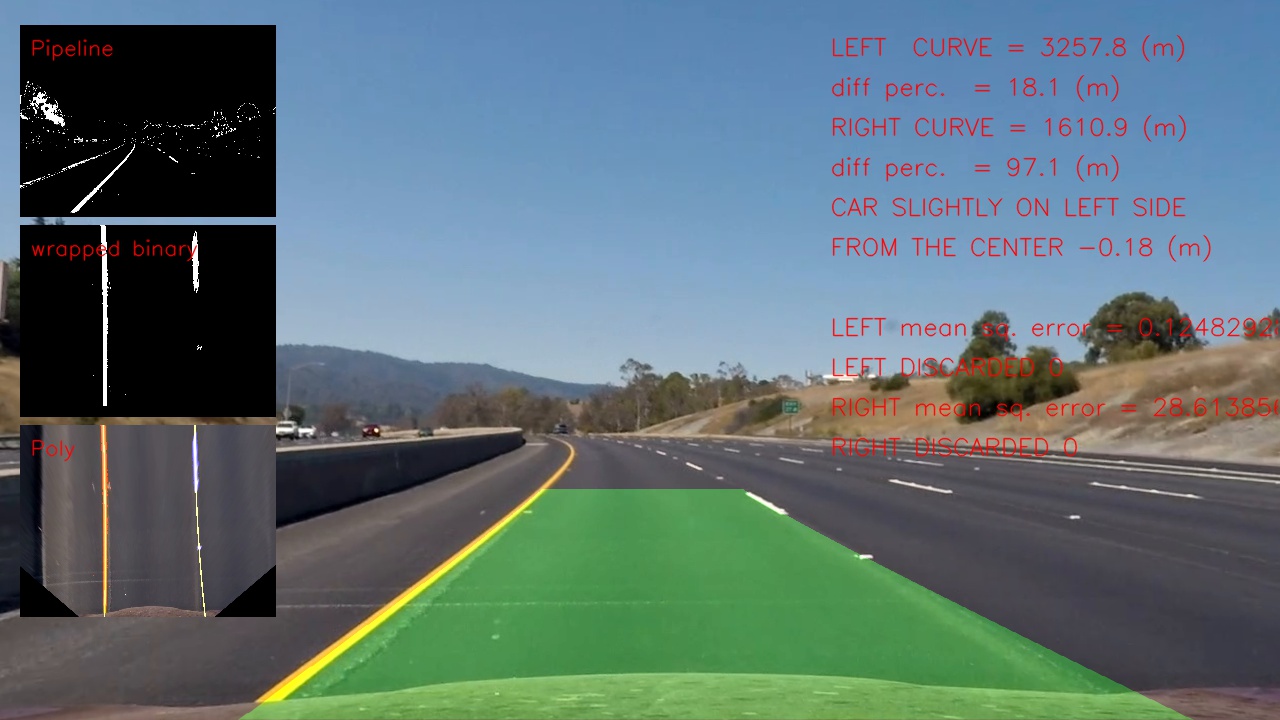 Pipeline
wrapped binary
Poly
LEFT  CURVE = 3257.8 (m)
diff perc.  = 18.1 (m)
RIGHT CURVE = 1610.9 (m)
diff perc.  = 97.1 (m)
CAR SLIGHTLY ON LEFT SIDE
FROM THE CENTER -0.18 (m)
LEFT mean sq. error = 0.1248292
LEFT DISCARDED 0
RIGHT mean sq. error = 28.61385
RIGHT DISCARDED 0